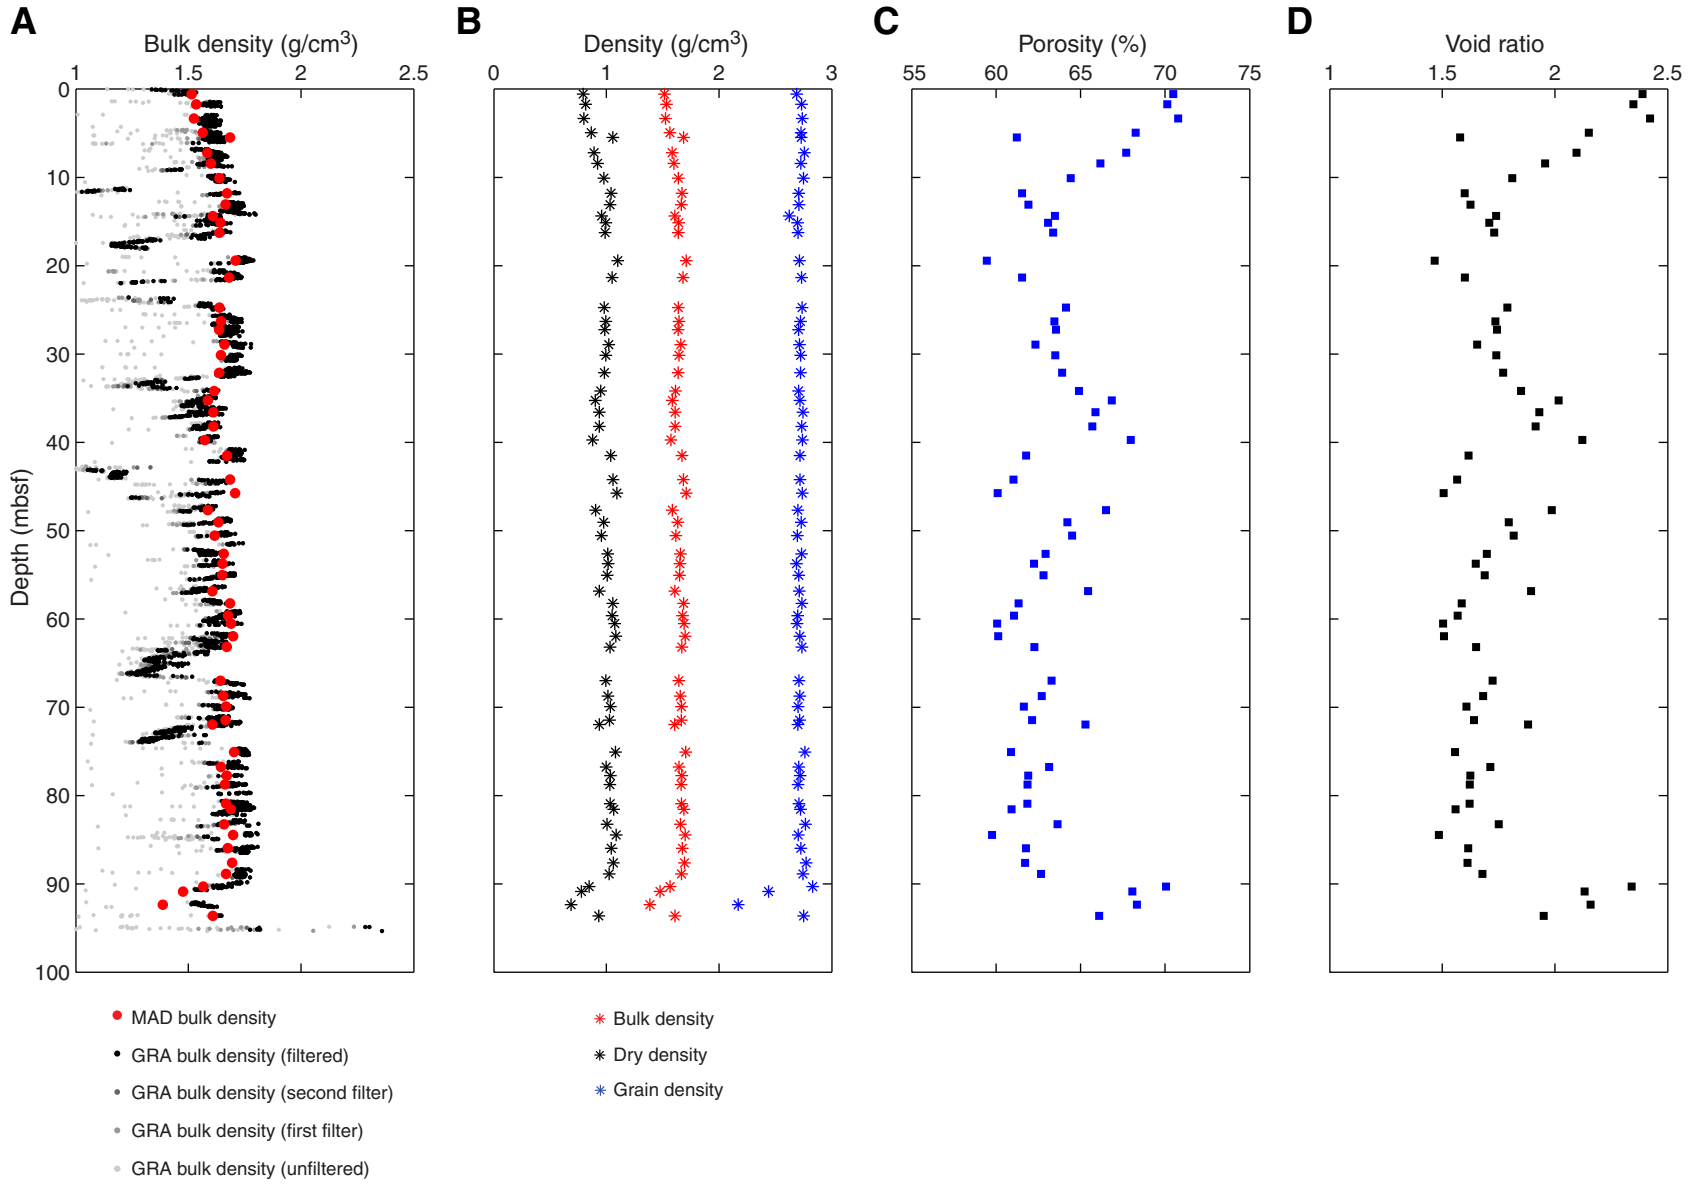 A B C D
Bulk density (g/cm3) Density (g/cm3) Porosity (%) Void ratio
1 1.5 2 2.5 0 1 2 3 55 60 65 70 75 1 1.5 2 2.5
0
10
20
30
40
50
60
70
80
90
100
Depth (mbsf)
MAD bulk density
GRA bulk density (filtered)
GRA bulk density (second filter)
GRA bulk density (first filter)
GRA bulk density (unfiltered)
Bulk density
Dry density
Grain density